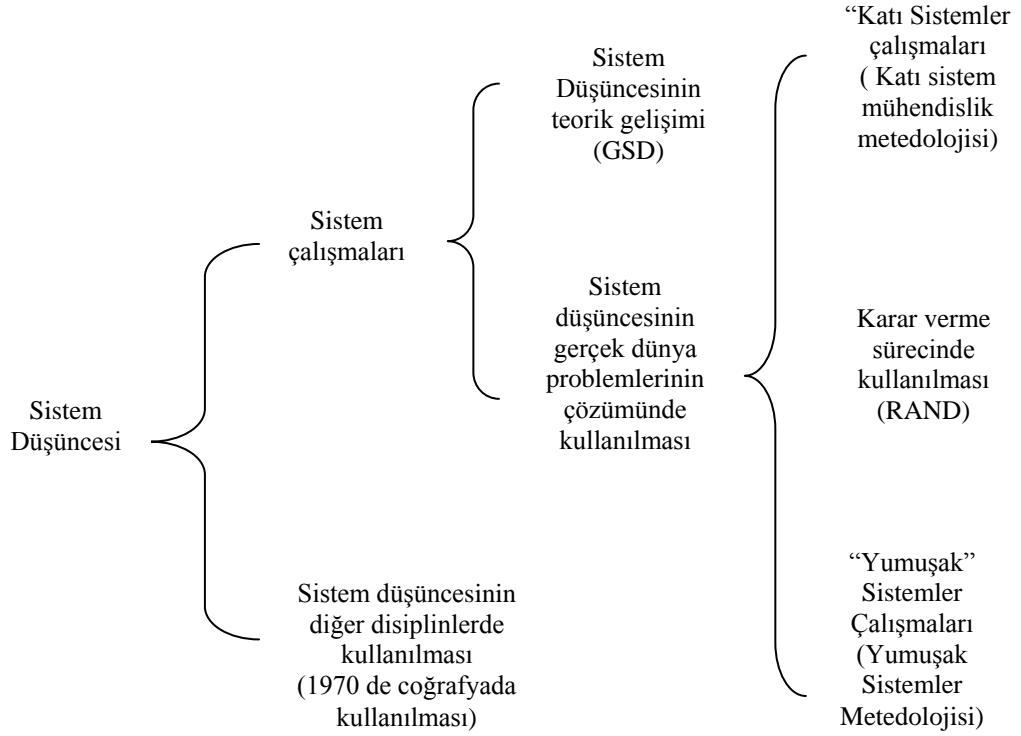 Sistem
Düşüncesi
Sistem
çalışmaları
Sistem düşüncesinin
diğer disiplinlerde
kullanılması
(1970 de coğrafyada
kullanılması)
Sistem
Düşüncesinin
teorik gelişimi
(GSD)
Sistem
düşüncesinin
gerçek dünya
problemlerinin
çözümünde
kullanılması
“Katı Sistemler
çalışmaları
( Katı sistem
mühendislik
metedolojisi)
Karar verme
sürecinde
kullanılması
(RAND)
“Yumuşak”
Sistemler
Çalışmaları
(Yumuşak
Sistemler
Metedolojisi)